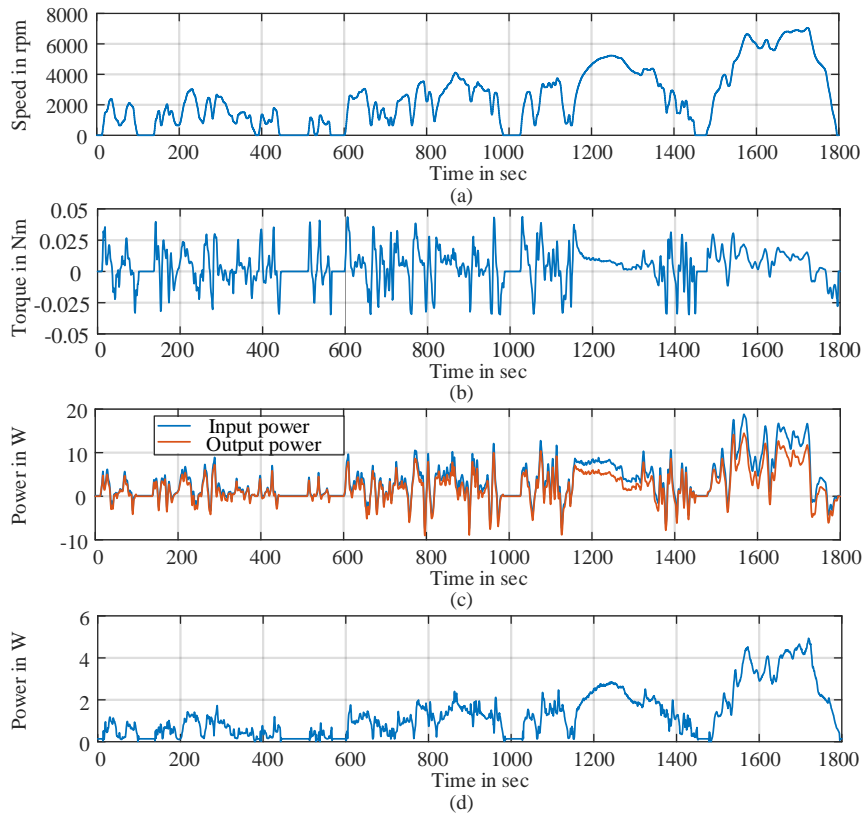 Speed in rpm
8000
6000
4000
2000
0
0 200 400 600 800 1000 1200 1400 1600 1800
Time in sec
(a)
Torque in Nm
0.05
0.025
0
-0.025
-0.05
0 200 400 600 800 1000 1200 1400 1600 1800
Time in sec
(b)
Power in W
20
10
0
-10
Input power
Output power
0 200 400 600 800 1000 1200 1400 1600 1800
Time in sec
(c)
Power in W
6
4
2
0
0 200 400 600 800 1000 1200 1400 1600 1800
Time in sec
(d)